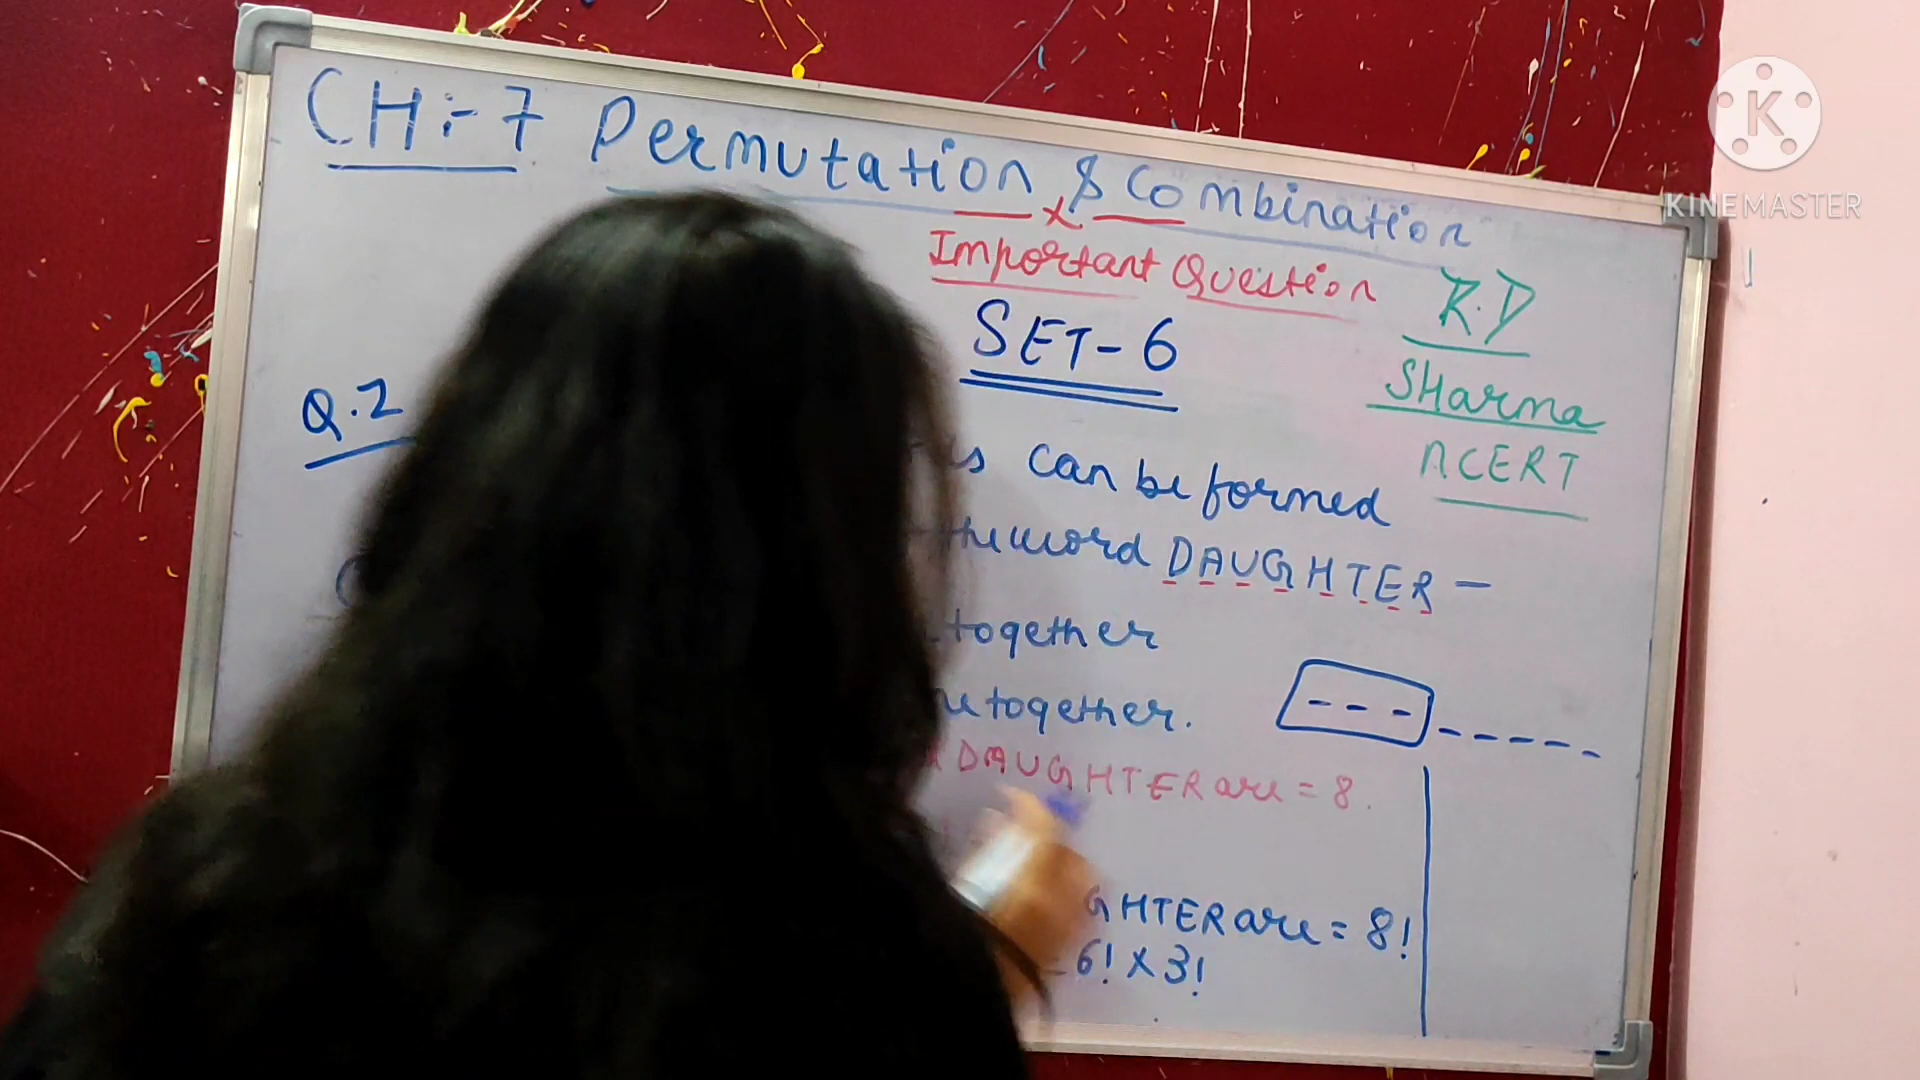 CH:- 7 Permutation & Combination
Important Question
SET-6
R.D
SHarma
NCERT
Q.2
can be formed
the word DAUGHTER -
together
together.
DAUGHTER are = 8.
GHTER are = 8!
6! X 3!
K
KINEMASTER